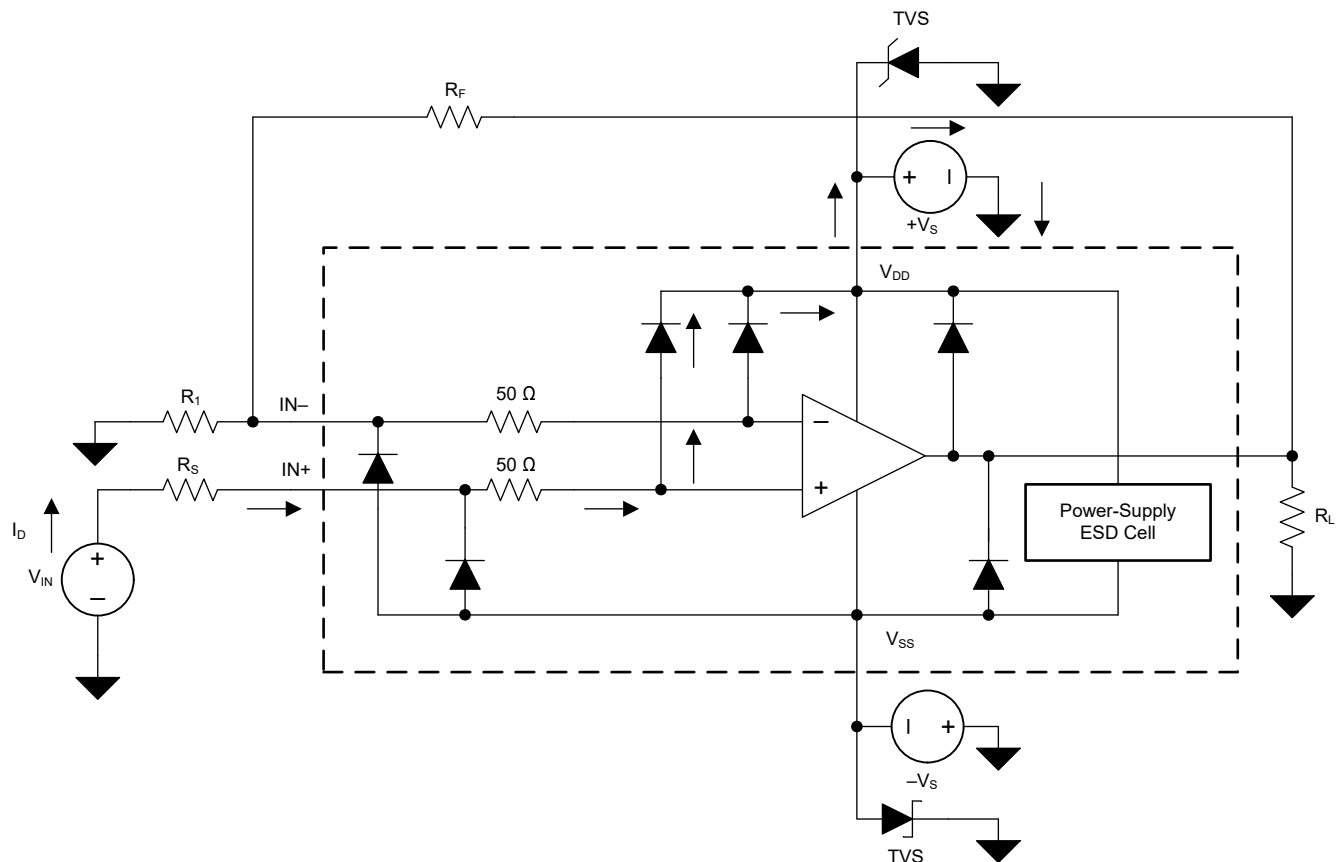 TVS
R_F
+ –
+V_S
V_DD
R_1
IN–
50 Ω
–
R_S
IN+
50 Ω
+
I_D
+
V_IN
–
Power-Supply
ESD Cell
R_L
V_SS
– +
–V_S
TVS